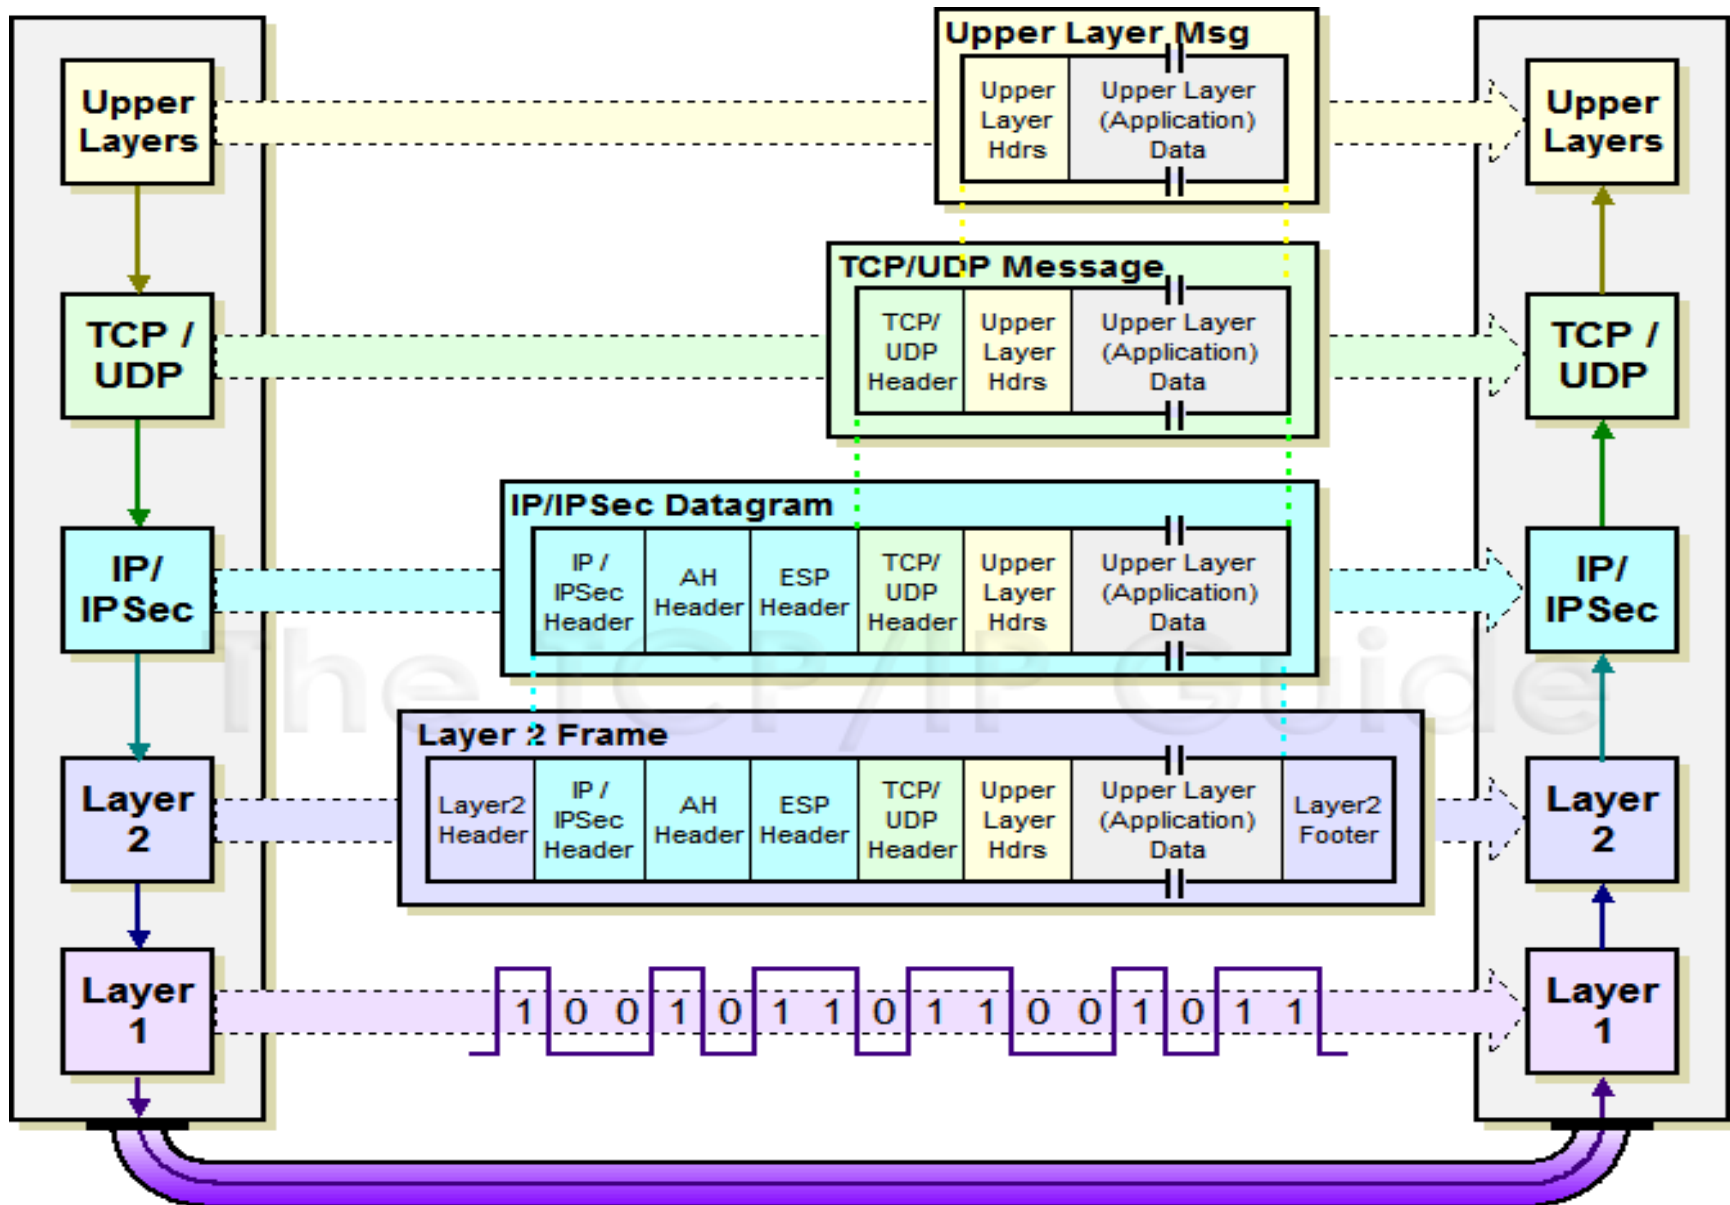 Upper Layer Msg
Upper Layers
Upper Layer Hdrs
Upper Layer (Application) Data
Upper Layers
TCP/UDP Message
TCP / UDP
TCP/ UDP Header
Upper Layer Hdrs
Upper Layer (Application) Data
TCP / UDP
IP/IPSec Datagram
IP/ IPSec
IP / IPSec Header
AH Header
ESP Header
TCP/ UDP Header
Upper Layer Hdrs
Upper Layer (Application) Data
IP/ IPSec
The TCP/IP Guide
Layer 2 Frame
Layer 2
Layer2 Header
IP / IPSec Header
AH Header
ESP Header
TCP/ UDP Header
Upper Layer Hdrs
Upper Layer (Application) Data
Layer2 Footer
Layer 2
Layer 1
1 0 0 1 0 1 1 0 1 1 0 0 1 0 1 1
Layer 1